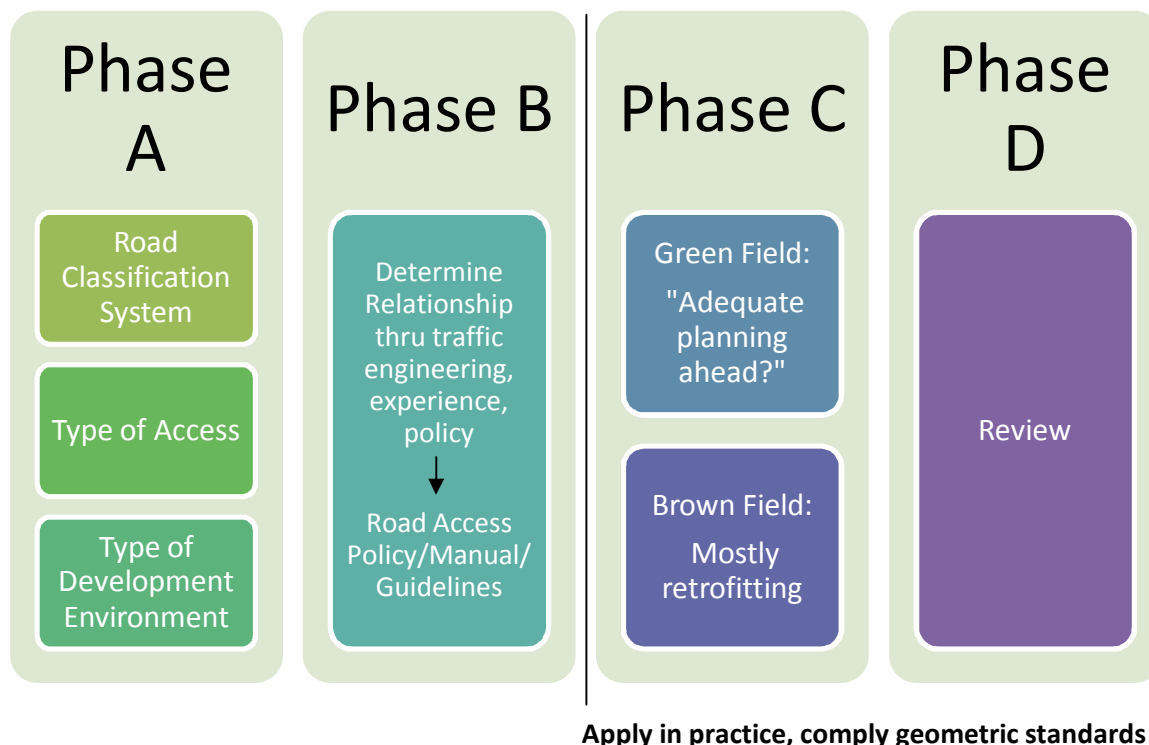 Phase
A
Road
Classification
System
Type of Access
Type of
Development
Environment
Phase B
Determine
Relationship
thru traffic
engineering,
experience,
policy
Road Access
Policy/Manual/
Guidelines
Phase C
Green Field:
"Adequate
planning
ahead?"
Brown Field:
Mostly
retrofitting
Phase
D
Review
Apply in practice, comply geometric standards